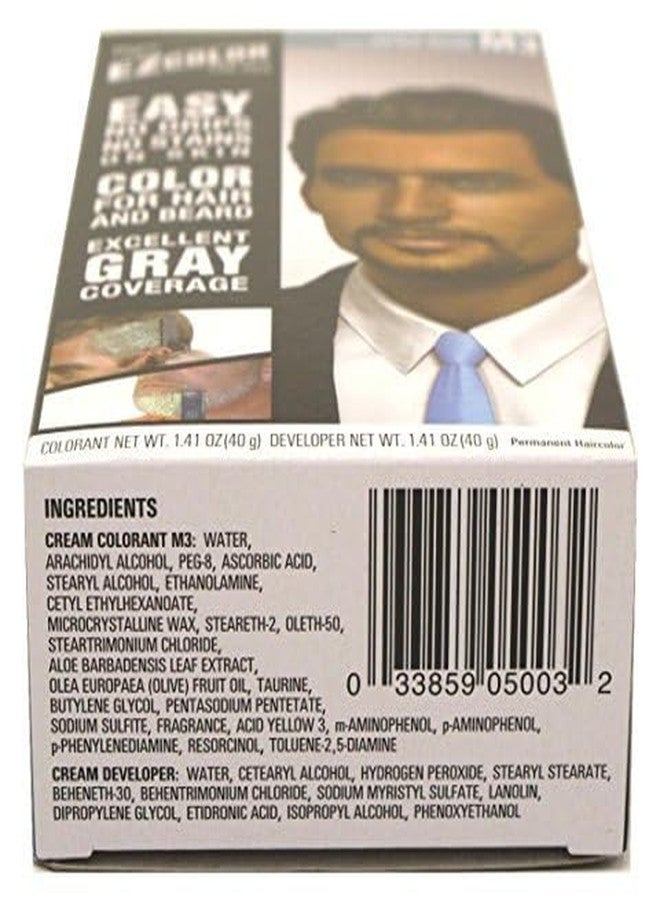 EZCOLOR
M3
EASY
NO DRIPS
NO STAINS
ON SKIN
COLOR
FOR HAIR
AND BEARD
EXCELLENT
GRAY
COVERAGE
COLORANT NET WT. 1.41 OZ(40 g) DEVELOPER NET WT. 1.41 OZ(40 g) Permanent Haircolor
INGREDIENTS
CREAM COLORANT M3: WATER,
ARACHIDYL ALCOHOL, PEG-8, ASCORBIC ACID,
STEARYL ALCOHOL, ETHANOLAMINE,
CETYL ETHYLHEXANOATE,
MICROCRYSTALLINE WAX, STEARETH-2, OLETH-50,
STEARTRIMONIUM CHLORIDE,
ALOE BARBADENSIS LEAF EXTRACT,
OLEA EUROPAEA (OLIVE) FRUIT OIL, TAURINE,
BUTYLENE GLYCOL, PENTASODIUM PENTETATE,
SODIUM SULFITE, FRAGRANCE, ACID YELLOW 3, m-AMINOPHENOL, p-AMINOPHENOL,
p-PHENYLENEDIAMINE, RESORCINOL, TOLUENE-2,5-DIAMINE
0 33859 05003 2
CREAM DEVELOPER: WATER, CETEARYL ALCOHOL, HYDROGEN PEROXIDE, STEARYL STEARATE,
BEHENETH-30, BEHENTRIMONIUM CHLORIDE, SODIUM MYRISTYL SULFATE, LANOLIN,
DIPROPYLENE GLYCOL, ETIDRONIC ACID, ISOPROPYL ALCOHOL, PHENOXYETHANOL